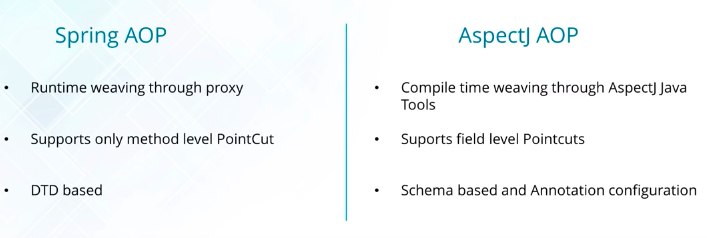 Spring AOP
• Runtime weaving through proxy
• Supports only method level PointCut
• DTD based
AspectJ AOP
• Compile time weaving through AspectJ Java
Tools
• Suports field level Pointcuts
• Schema based and Annotation configuration